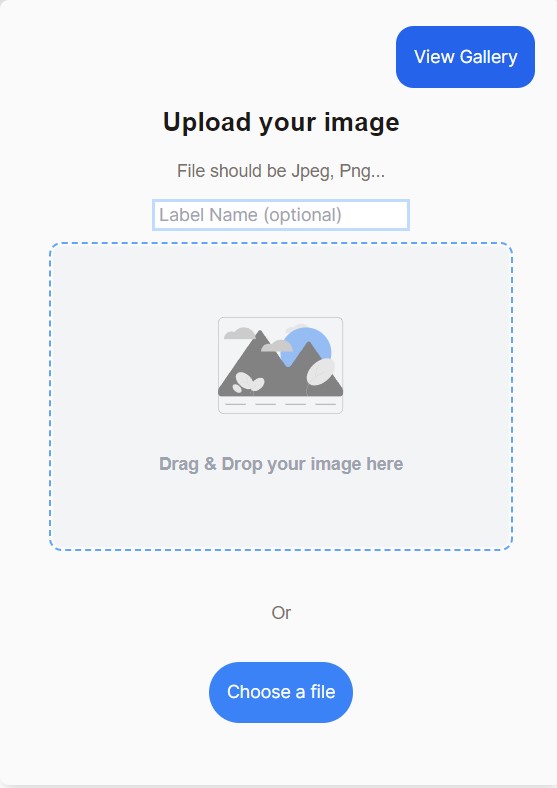 View Gallery
Upload your image
File should be Jpeg, Png...
Label Name (optional)
Drag & Drop your image here
Or
Choose a file